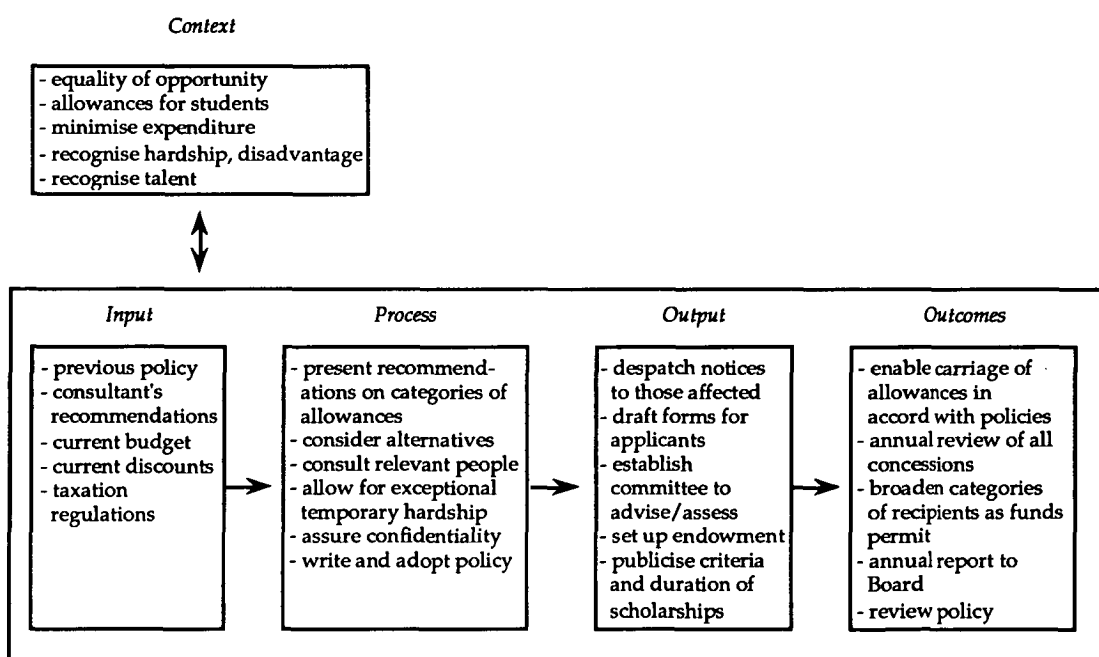 Context
- equality of opportunity
- allowances for students
- minimise expenditure
- recognise hardship, disadvantage
- recognise talent
Input
- previous policy
- consultant's
recommendations
- current budget
- current discounts
- taxation
regulations
Process
- present recommend-
ations on categories of
allowances
- consider alternatives
- consult relevant people
- allow for exceptional
temporary hardship
- assure confidentiality
- write and adopt policy
Output
- despatch notices
to those affected
- draft forms for
applicants
- establish
committee to
advise/assess
- set up endowment
- publicise criteria
and duration of
scholarships
Outcomes
- enable carriage of
allowances in
accord with policies
- annual review of all
concessions
- broaden categories
of recipients as funds
permit
- annual report to
Board
- review policy